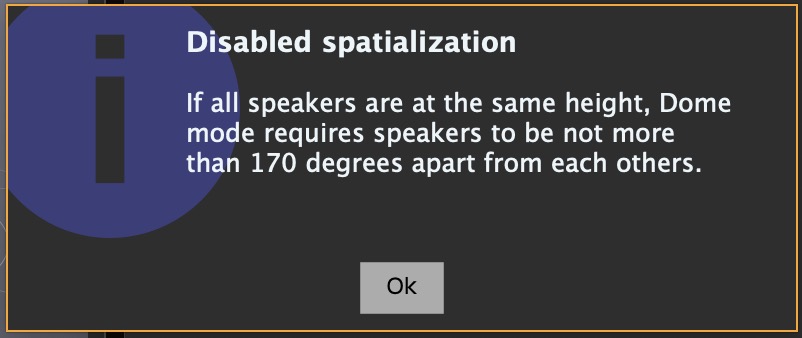 Disabled spatialization
If all speakers are at the same height, Dome
mode requires speakers to be not more
than 170 degrees apart from each others.
Ok